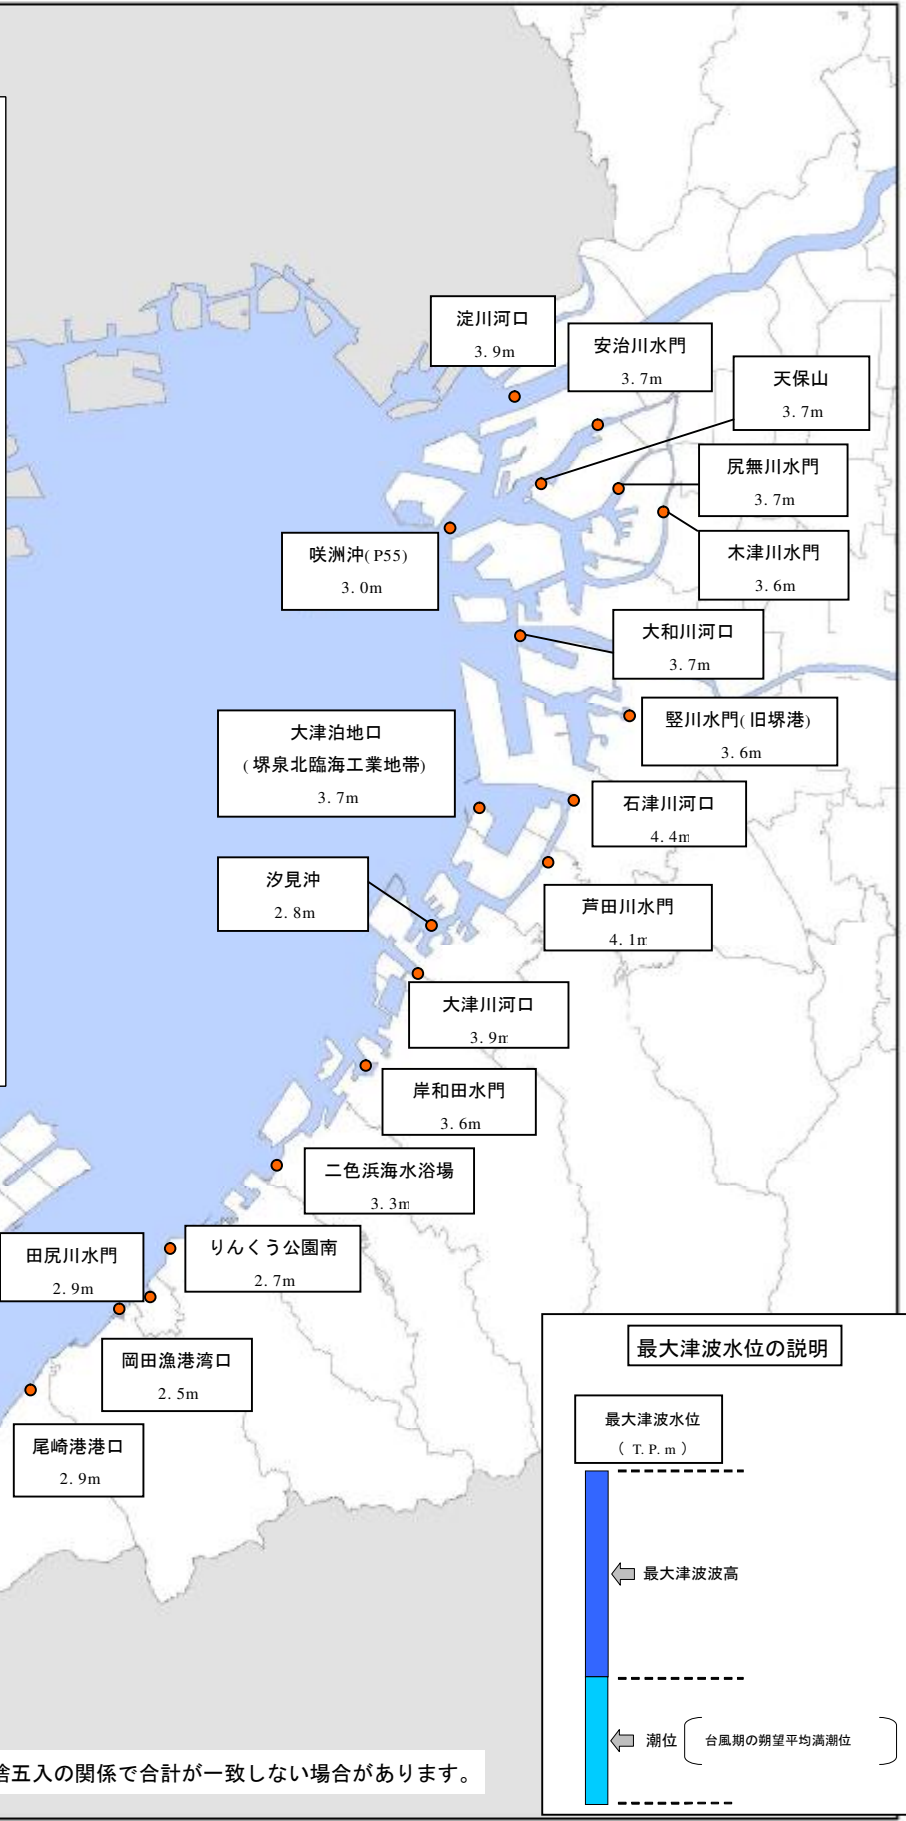 淀川河口
3.9m
安治川水門
3.7m
天保山
3.7m
尻無川水門
3.7m
木津川水門
3.6m
咲洲沖(P55)
3.0m
大和川河口
3.7m
竪川水門(旧堺港)
3.6m
大津泊地口
(堺泉北臨海工業地帯)
3.7m
石津川河口
4.4m
汐見沖
2.8m
芦田川水門
4.1m
大津川河口
3.9m
岸和田水門
3.6m
二色浜海水浴場
3.3m
りんくう公園南
2.7m
田尻川水門
2.9m
岡田漁港湾口
2.5m
尾崎港港口
2.9m
最大津波水位の説明
最大津波水位
(T.P.m)
最大津波波高
潮位
台風期の朔望平均満潮位
捨五入の関係で合計が一致しない場合があります。